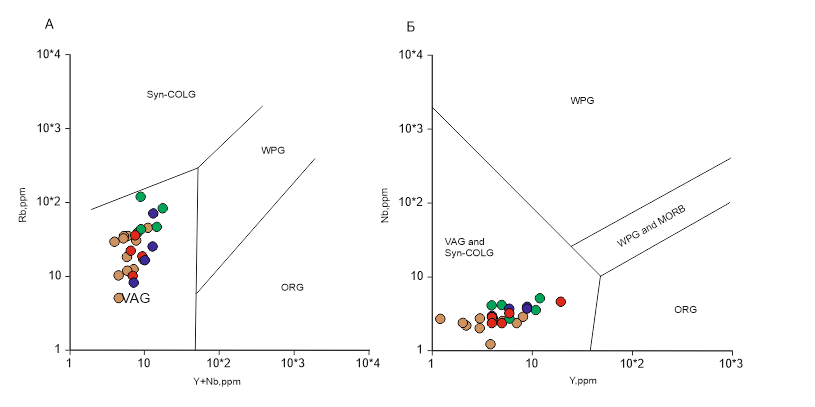 А
10*4
10*3
10*2
10
1
Rb,ppm
Syn-COLG
WPG
VAG
ORG
1
10
10*2
10*3
10*4
Y+Nb,ppm
Б
10*4
10*3
10*2
10
1
Nb,ppm
WPG
WPG and MORB
VAG and
Syn-COLG
ORG
1
10
10*2
10*3
Y,ppm